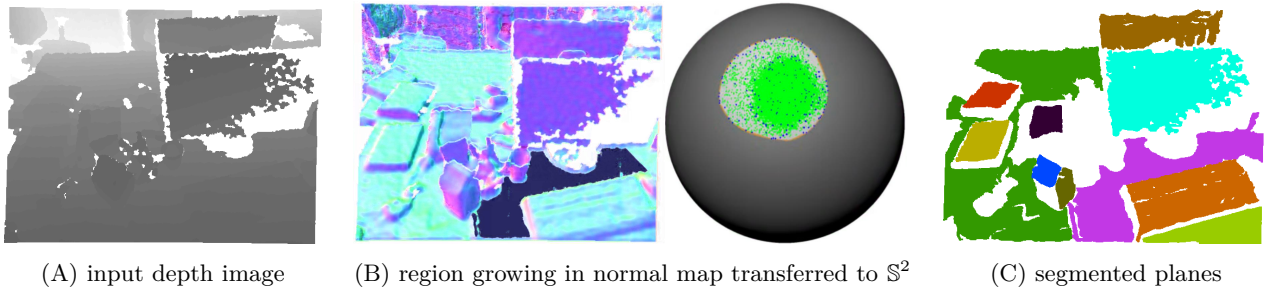 (A) input depth image
(B) region growing in normal map transferred to 𝕊²
(C) segmented planes